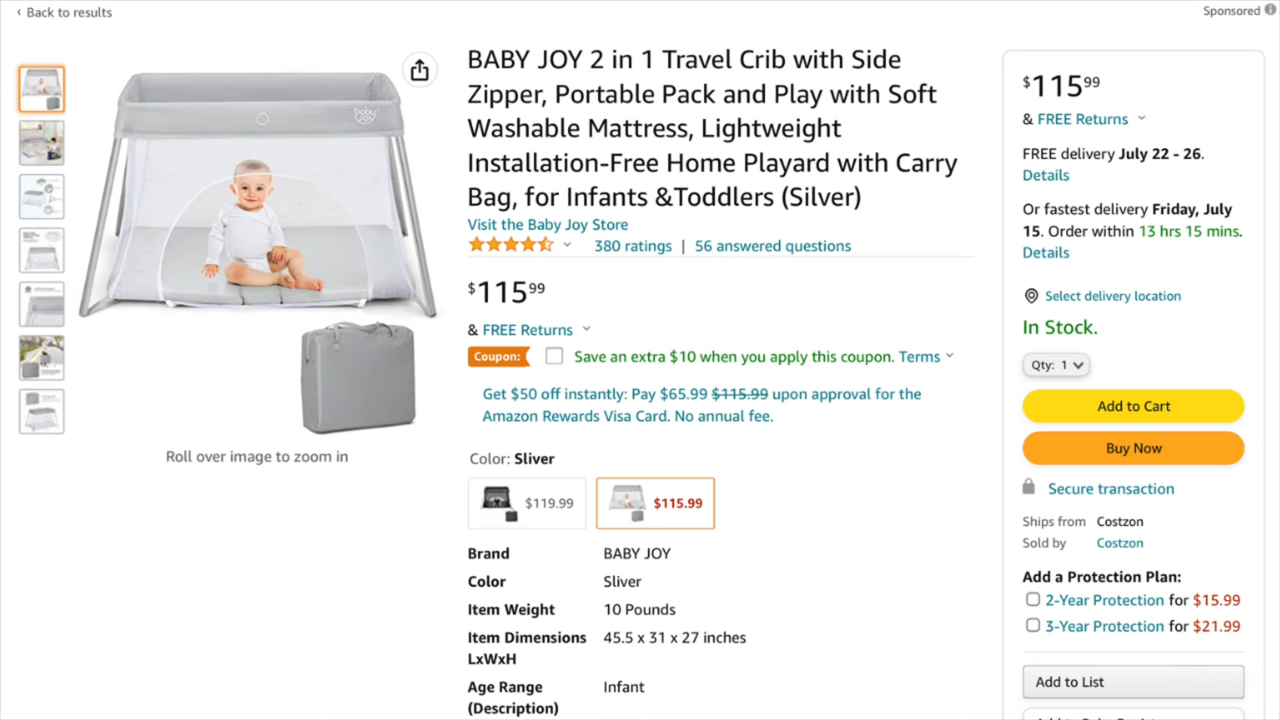 ‹ Back to results
Sponsored
baby joy
Roll over image to zoom in
BABY JOY 2 in 1 Travel Crib with Side
Zipper, Portable Pack and Play with Soft
Washable Mattress, Lightweight
Installation-Free Home Playard with Carry
Bag, for Infants &Toddlers (Silver)
Visit the Baby Joy Store
380 ratings | 56 answered questions
$115 99
& FREE Returns
Coupon: Save an extra $10 when you apply this coupon. Terms
Get $50 off instantly: Pay $65.99 $115.99 upon approval for the
Amazon Rewards Visa Card. No annual fee.
Color: Sliver
$119.99 $115.99
Brand BABY JOY
Color Sliver
Item Weight 10 Pounds
Item Dimensions 45.5 x 31 x 27 inches
LxWxH
Age Range Infant
(Description)
$115 99
& FREE Returns
FREE delivery July 22 - 26.
Details
Or fastest delivery Friday, July
15. Order within 13 hrs 15 mins.
Details
Select delivery location
In Stock.
Qty: 1
Add to Cart
Buy Now
Secure transaction
Ships from Costzon
Sold by Costzon
Add a Protection Plan:
2-Year Protection for $15.99
3-Year Protection for $21.99
Add to List